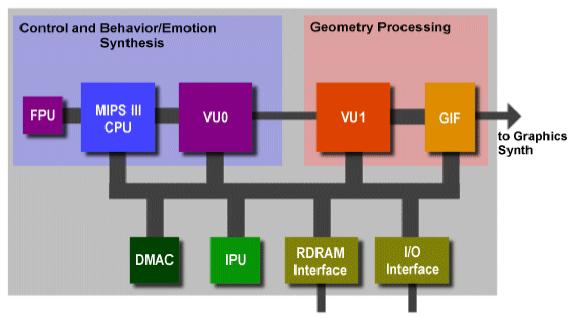 Control and Behavior/Emotion
Synthesis
Geometry Processing
FPU
MIPS III
CPU
VU0
VU1
GIF
to Graphics
Synth
DMAC
IPU
RDRAM
Interface
I/O
Interface